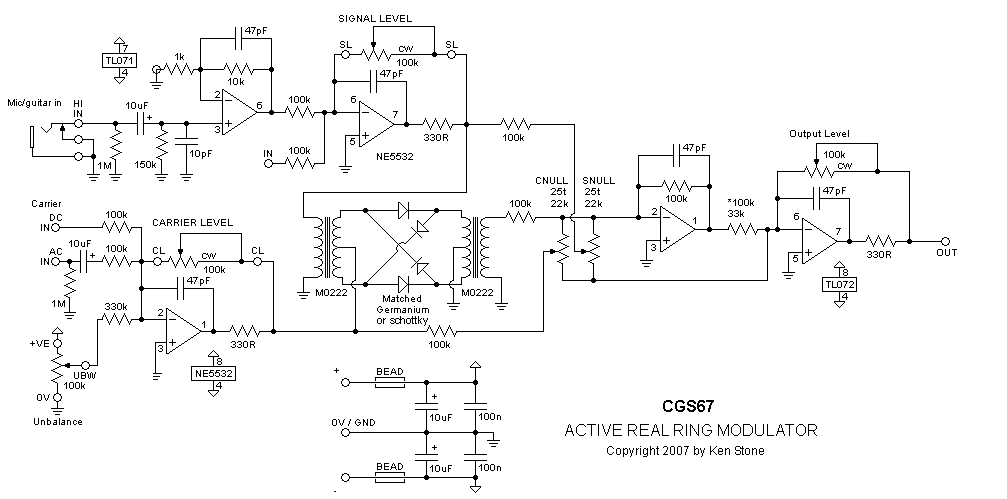 SIGNAL LEVEL
47pF
SL
CW
SL
100k
7
TL071
4
1k
10k
47pF
Mic/guitar in
HI
IN
10uF
+
2
-
6
3
+
100k
6
-
7
5
+
NE5532
330R
100k
1M
150k
10pF
IN
100k
Output Level
100k
CW
47pF
CNULL
25t
22k
SNULL
25t
22k
47pF
100k
2
-
1
3
+
*100k
33k
6
-
7
5
+
330R
OUT
8
TL072
4
Carrier
DC
IN
100k
CARRIER LEVEL
AC
IN
10uF
+
100k
CL
CW
CL
100k
47pF
1M
330k
2
-
1
3
+
330R
8
NE5532
4
+VE
100k
UBW
0V
Unbalance
M0222
M0222
Matched
Germanium
or schottky
100k
100k
+
BEAD
+
10uF
100n
0V / GND
+
10uF
100n
BEAD
-
CGS67
ACTIVE REAL RING MODULATOR
Copyright 2007 by Ken Stone